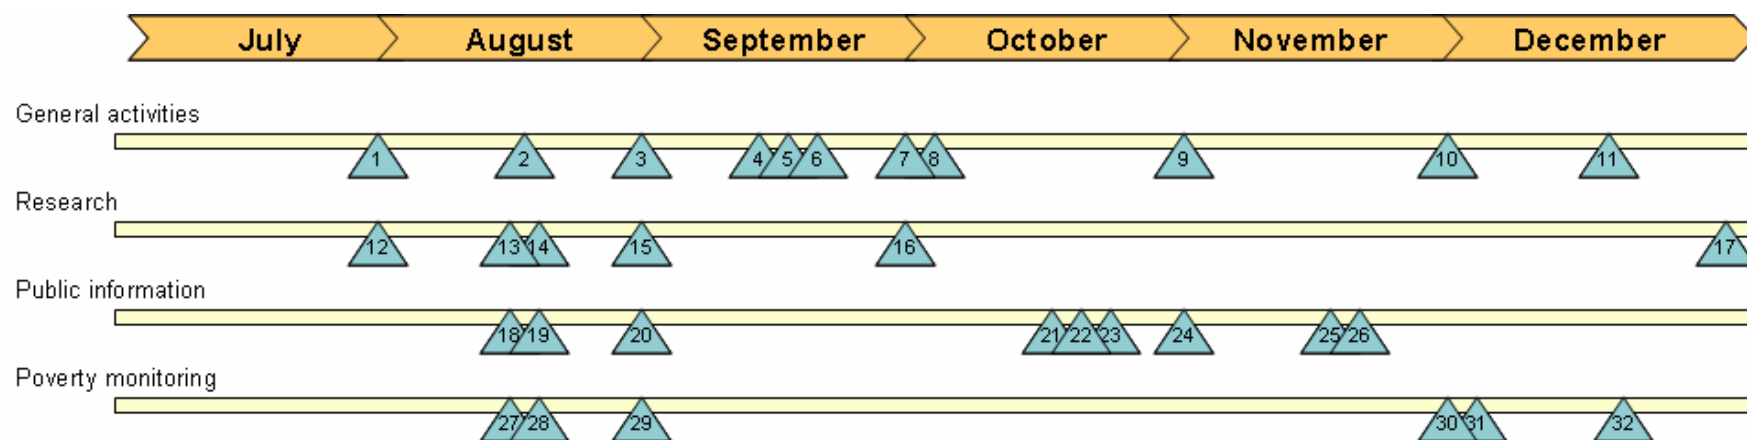 July August September October November December
General activities
1 2 3 4 5 6 7 8 9 10 11
Research
12 13 14 15 16 17
Public information
18 19 20 21 22 23 24 25 26
Poverty monitoring
27 28 29 30 31 32